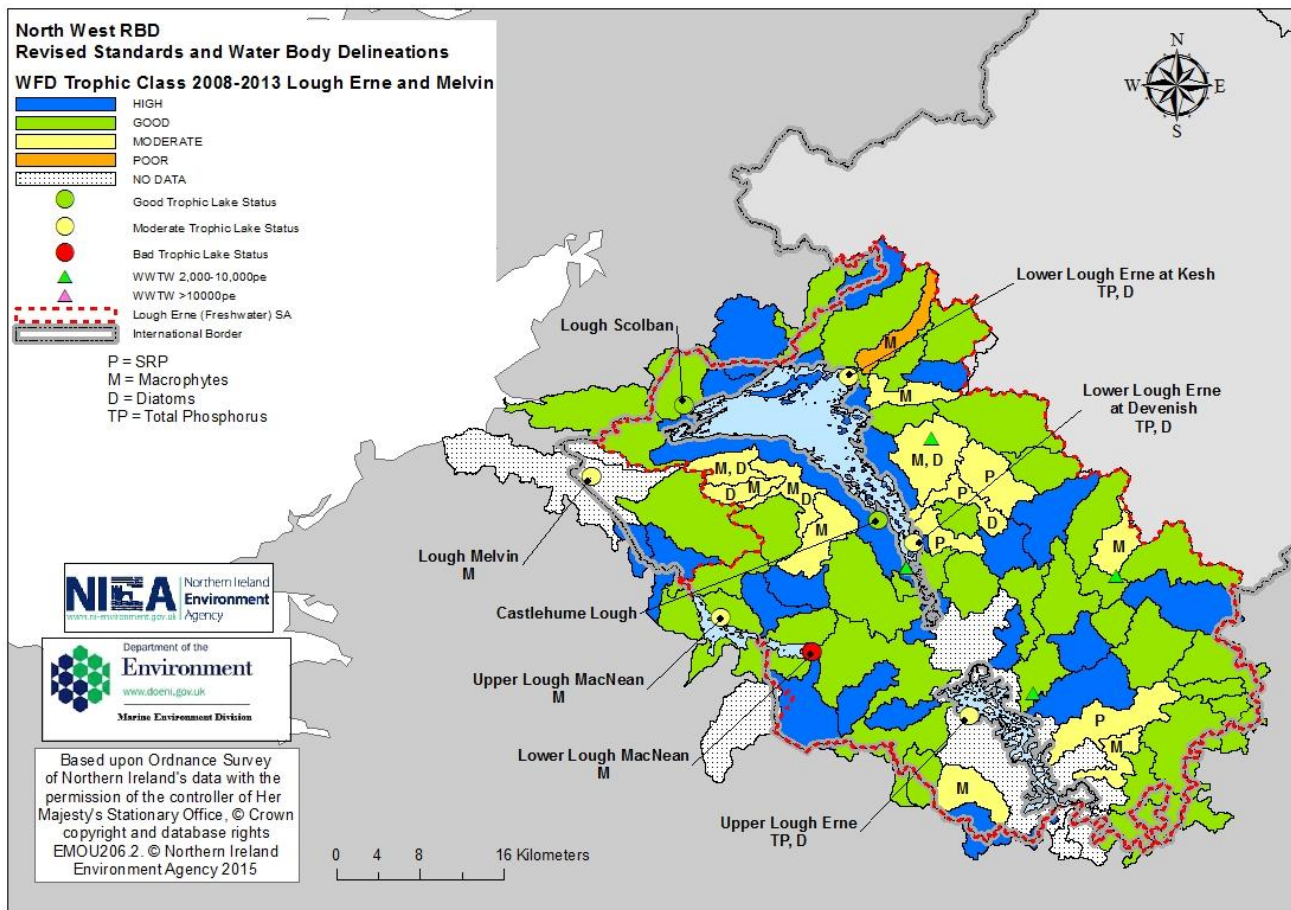 North West RBD
Revised Standards and Water Body Delineations
WFD Trophic Class 2008-2013 Lough Erne and Melvin
HIGH
GOOD
MODERATE
POOR
NO DATA
Good Trophic Lake Status
Moderate Trophic Lake Status
Bad Trophic Lake Status
WWTW 2,000-10,000pe
WWTW >10000pe
Lough Erne (Freshwater) SA
International Border
P = SRP
M = Macrophytes
D = Diatoms
TP = Total Phosphorus
N
W
E
S
Lower Lough Erne at Kesh
TP, D
Lough Scolban
M
Lower Lough Erne
at Devenish
TP, D
M
M, D
P
P
D
P
M, D
M
D
M
D
M
M
Lough Melvin
M
Castlehume Lough
Upper Lough MacNean
M
Lower Lough MacNean
M
P
M
M
Upper Lough Erne
TP, D
NIEA
Northern Ireland
Environment
Agency
www.ni-environment.gov.uk
Department of the
Environment
www.doeni.gov.uk
Marine Environment Division
Based upon Ordnance Survey
of Northern Ireland's data with the
permission of the controller of Her
Majesty's Stationary Office, © Crown
copyright and database rights
EMOU206.2. © Northern Ireland
Environment Agency 2015
0 4 8 16 Kilometers